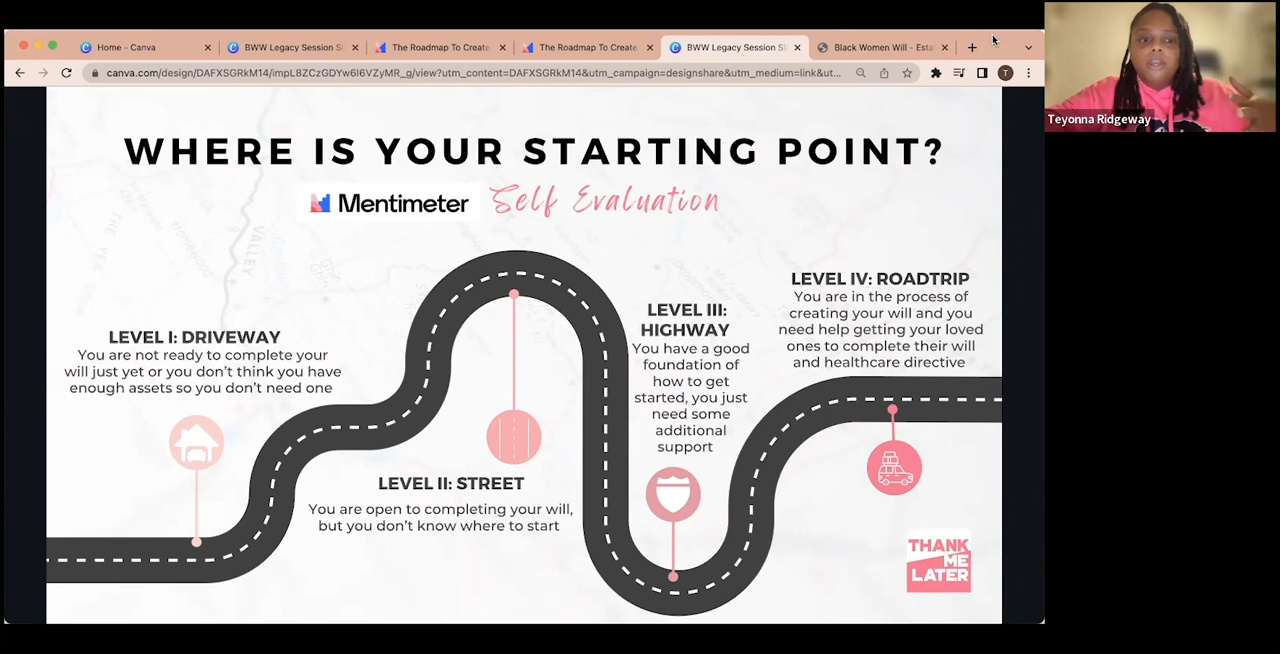 Home - Canva
BWW Legacy Session Sl
The Roadmap To Create
The Roadmap To Create
BWW Legacy Session Sl
Black Women Will - Esta
canva.com/design/DAFXSGRkM14/impL8ZCzGDYw6I6VZyMR_g/view?utm_content=DAFXSGRkM14&utm_campaign=designshare&utm_medium=link&ut...
T
Teyonna Ridgeway
WHERE IS YOUR STARTING POINT?
Mentimeter Self Evaluation
LEVEL I: DRIVEWAY
You are not ready to complete your
will just yet or you don't think you have
enough assets so you don't need one
LEVEL II: STREET
You are open to completing your will,
but you don't know where to start
LEVEL III:
HIGHWAY
You have a good
foundation of
how to get
started, you just
need some
additional
support
LEVEL IV: ROADTRIP
You are in the process of
creating your will and you
need help getting your loved
ones to complete their will
and healthcare directive
THANK
ME
LATER
VALLEY